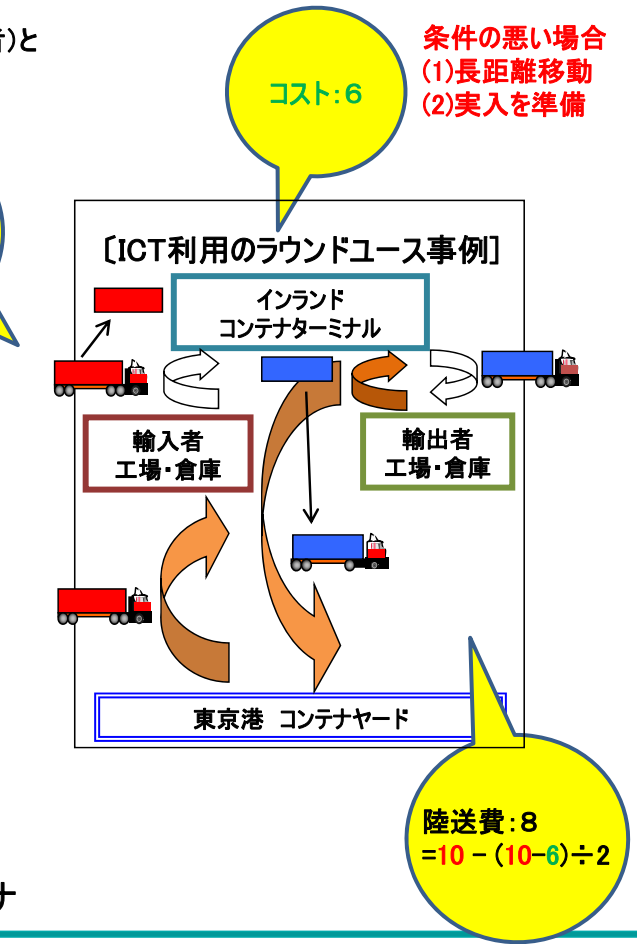 )と
コスト:６
条件の悪い場合
(1)長距離移動
(2)実入を準備
〔ICT利用のラウンドユース事例〕
インランド
コンテナターミナル
輸入者
工場・倉庫
輸出者
工場・倉庫
東京港 コンテナヤード
陸送費:８
=10 - (10-6)÷2
ナ